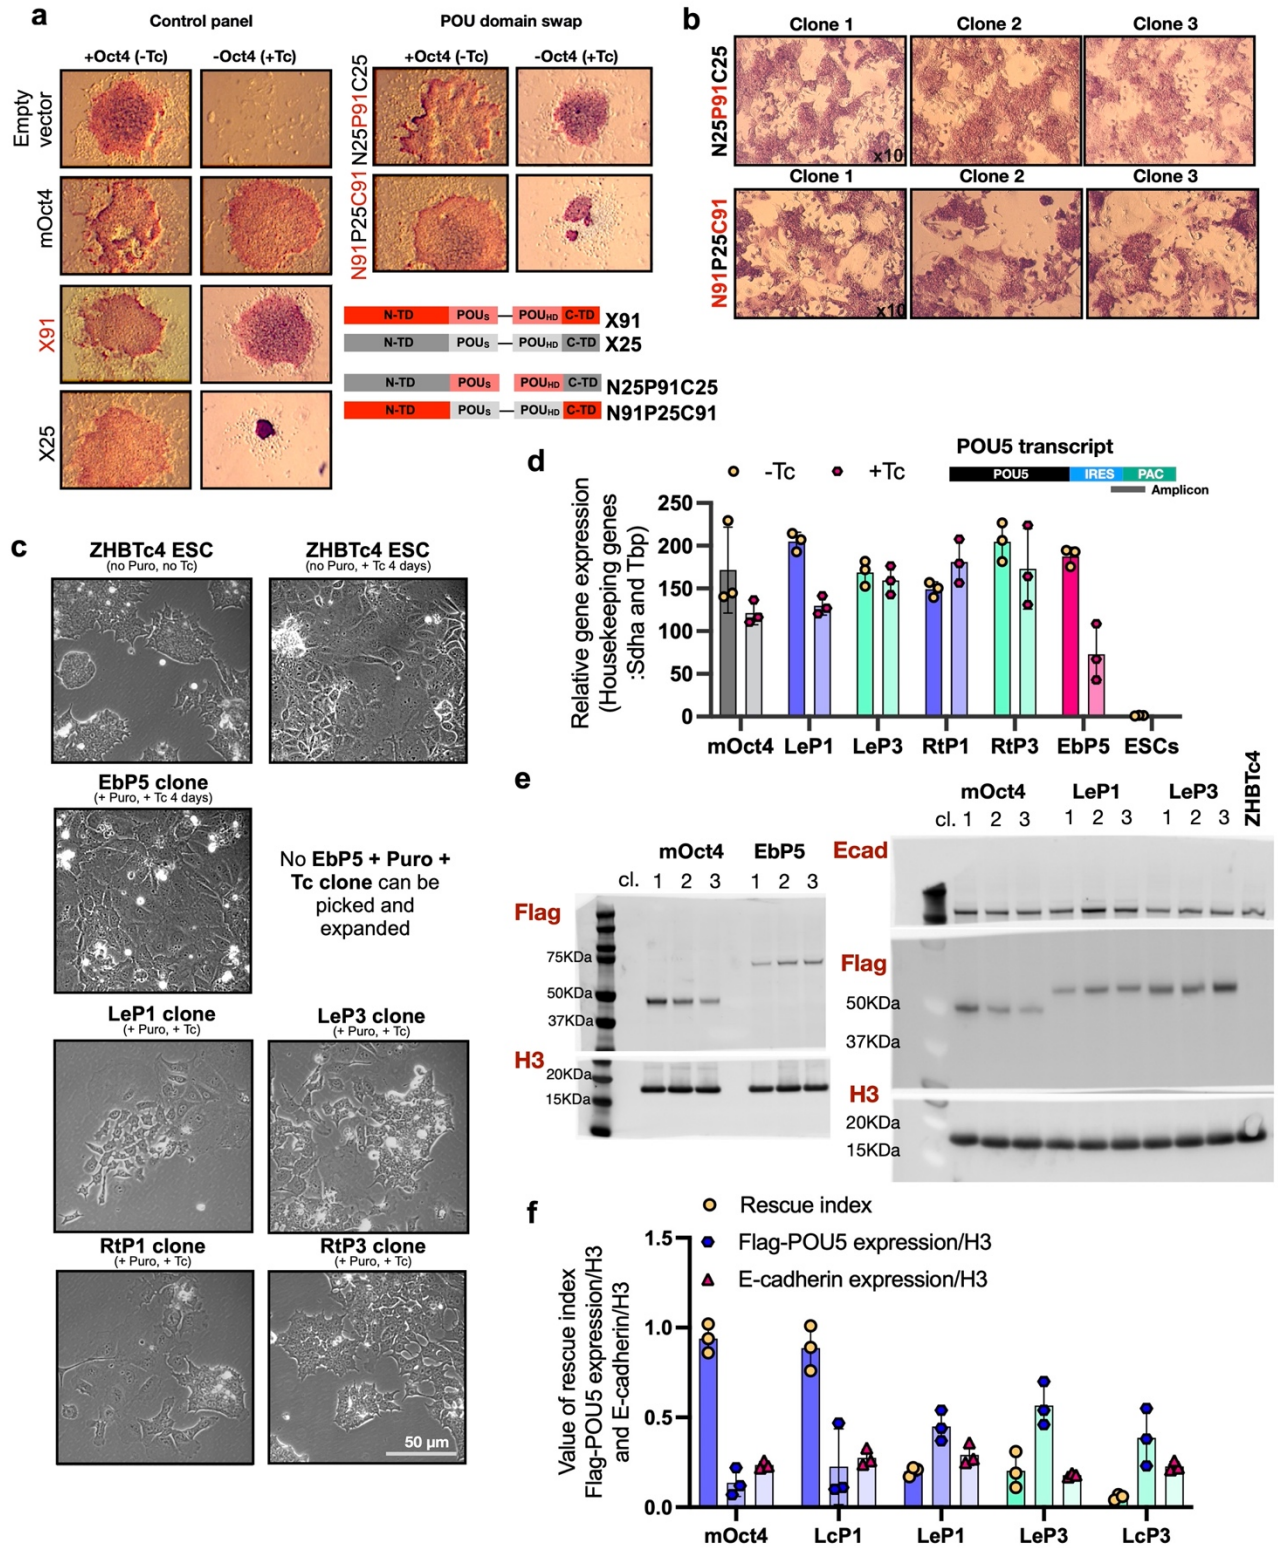 a
Control panel
POU domain swap
+Oct4 (-Tc)
-Oct4 (+Tc)
+Oct4 (-Tc)
-Oct4 (+Tc)
Empty
vector
mOct4
X91
X25
N25P91C25
N91P25C91
N-TD
POUS
POUHD
C-TD
X91
N-TD
POUS
POUHD
C-TD
X25
N-TD
POUS
POUHD
C-TD
N25P91C25
N-TD
POUS
POUHD
C-TD
N91P25C91
b
Clone 1
Clone 2
Clone 3
N25P91C25
x10
Clone 1
Clone 2
Clone 3
N91P25C91
x10
c
ZHBTc4 ESC
(no Puro, no Tc)
ZHBTc4 ESC
(no Puro, + Tc 4 days)
EbP5 clone
(+ Puro, + Tc 4 days)
No EbP5 + Puro +
Tc clone can be
picked and
expanded
LeP1 clone
(+ Puro, + Tc)
LeP3 clone
(+ Puro, + Tc)
RtP1 clone
(+ Puro, + Tc)
RtP3 clone
(+ Puro, + Tc)
50 µm
d
-Tc
+Tc
POU5 transcript
POU5
IRES
PAC
Amplicon
Relative gene expression
(Housekeeping genes
:Sdha and Tbp)
250
200
150
100
50
0
mOct4
LeP1
LeP3
RtP1
RtP3
EbP5
ESCs
e
mOct4
EbP5
cl. 1 2 3 1 2 3
Flag
75KDa
50KDa
37KDa
H3
20KDa
15KDa
mOct4
LeP1
LeP3
ZHBTc4
cl. 1 2 3 1 2 3 1 2 3
Ecad
Flag
50KDa
37KDa
H3
20KDa
15KDa
f
Rescue index
Flag-POU5 expression/H3
E-cadherin expression/H3
Value of rescue index
Flag-POU5 expression/H3
and E-cadherin/H3
1.5
1.0
0.5
0.0
mOct4
LcP1
LeP1
LeP3
LcP3